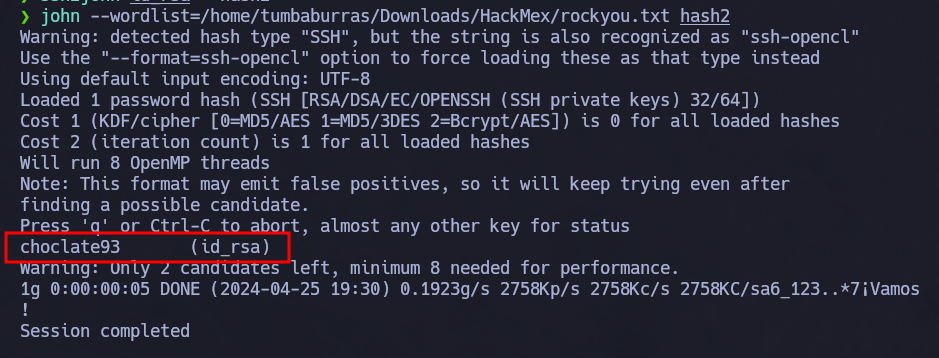 ❯ john --wordlist=/home/tumbaburras/Downloads/HackMex/rockyou.txt hash2
Warning: detected hash type "SSH", but the string is also recognized as "ssh-opencl"
Use the "--format=ssh-opencl" option to force loading these as that type instead
Using default input encoding: UTF-8
Loaded 1 password hash (SSH [RSA/DSA/EC/OPENSSH (SSH private keys) 32/64])
Cost 1 (KDF/cipher [0=MD5/AES 1=MD5/3DES 2=Bcrypt/AES]) is 0 for all loaded hashes
Cost 2 (iteration count) is 1 for all loaded hashes
Will run 8 OpenMP threads
Note: This format may emit false positives, so it will keep trying even after
finding a possible candidate.
Press 'q' or Ctrl-C to abort, almost any other key for status
choclate93       (id_rsa)
Warning: Only 2 candidates left, minimum 8 needed for performance.
1g 0:00:00:05 DONE (2024-04-25 19:30) 0.1923g/s 2758Kp/s 2758Kc/s 2758KC/sa6_123..*7¡Vamos
!
Session completed